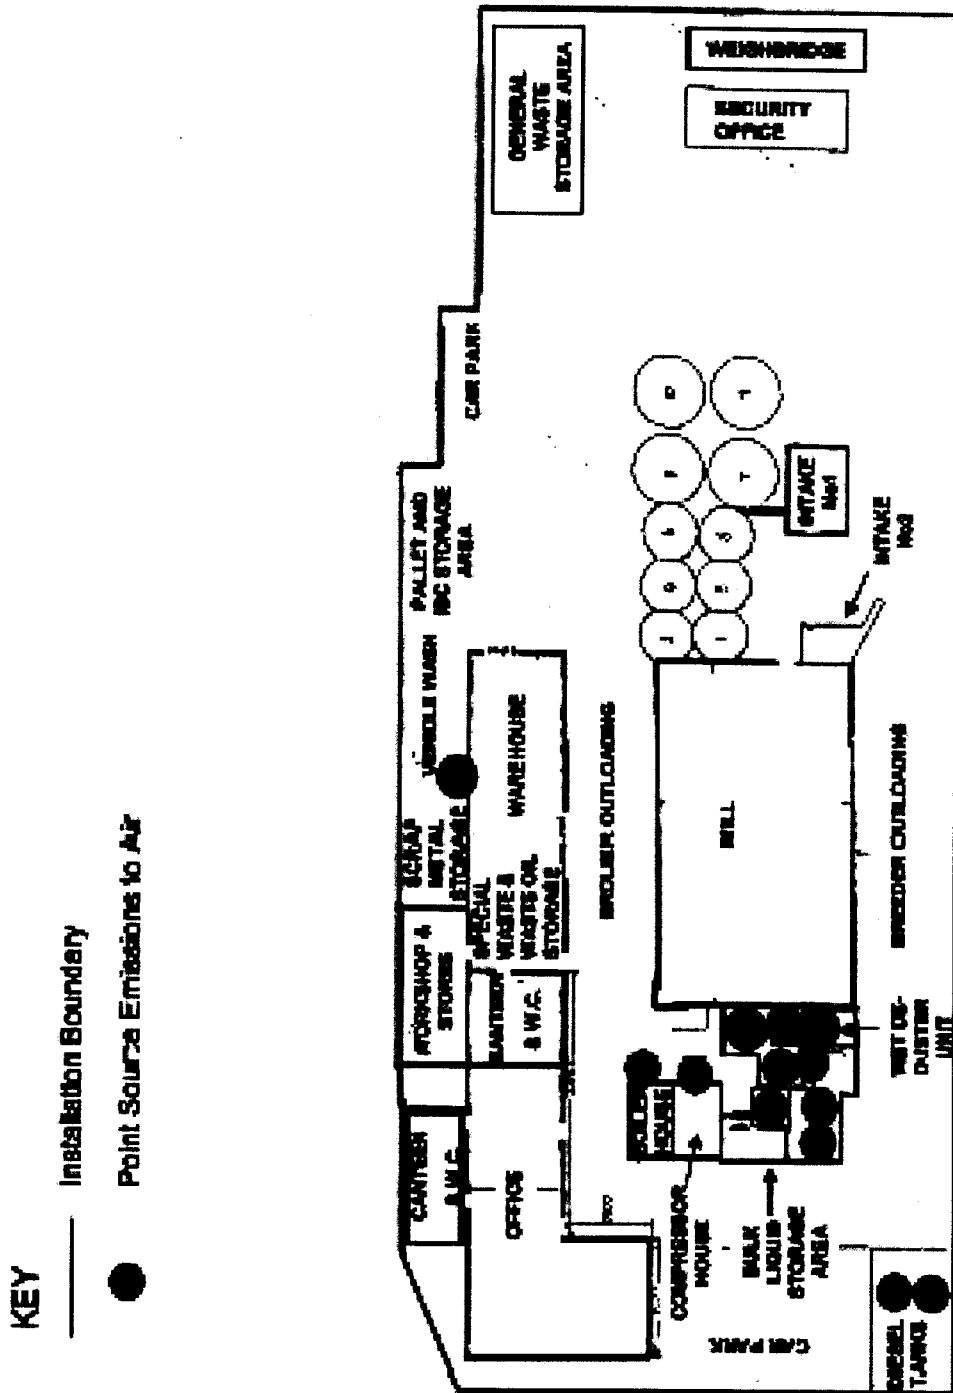 KEY
Installation Boundary
Point Source Emissions to Air
GENERAL
WASTE
STORAGE AREA
WEIGHBRIDGE
SECURITY
OFFICE
CAR PARK
PALLET AND
IBC STORAGE
AREA
INTAKE
No1
INTAKE
No2
VEHICLE WASH
WAREHOUSE
SCRAP
METAL
STORAGE
SPECIAL
WASTE &
WASTE OIL
STORAGE
BROILER OUTLOADING
MILL
BREEDER OUTLOADING
WORKSHOP &
STORES
CANTEEN
& W.C.
OFFICE
CANTEEN
& W.C.
BOILER
HOUSE
COMPRESSOR
HOUSE
BULK
LIQUID
STORAGE
AREA
WET DE-
DUSTER
UNIT
CAR PARK
DIESEL
TANKS